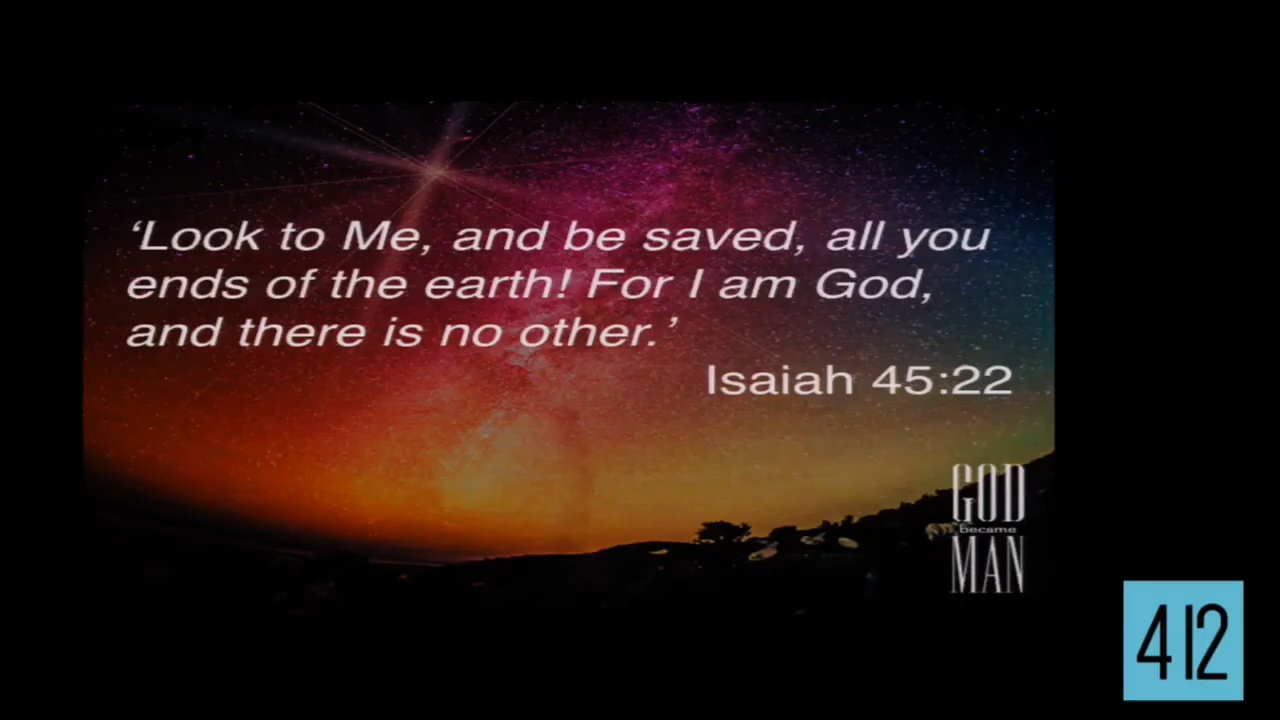 ‘Look to Me, and be saved, all you
ends of the earth! For I am God,
and there is no other.’
Isaiah 45:22
GOD
became
MAN
412